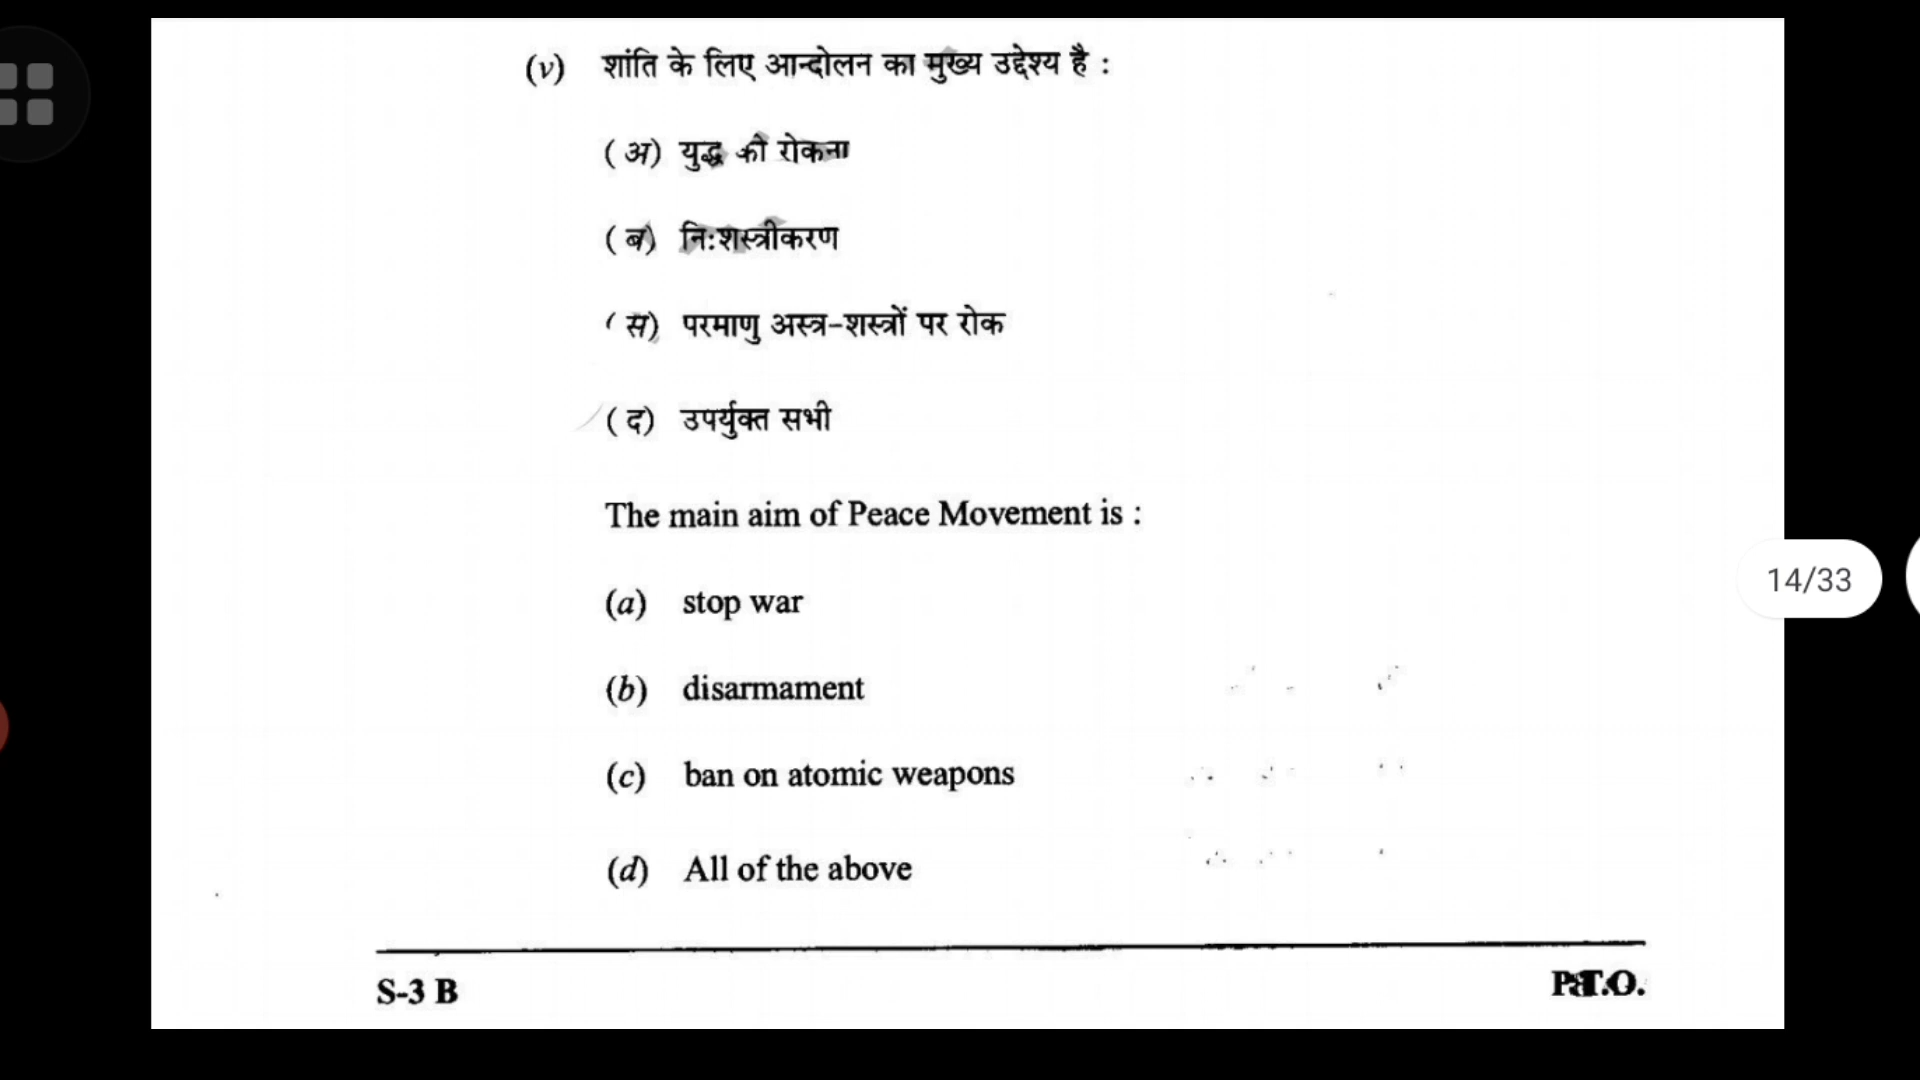 (v) शांति के लिए आन्दोलन का मुख्य उद्देश्य है :
(अ) युद्ध को रोकना
(ब) निःशस्त्रीकरण
(स) परमाणु अस्त्र-शस्त्रों पर रोक
(द) उपर्युक्त सभी
The main aim of Peace Movement is :
(a) stop war
(b) disarmament
(c) ban on atomic weapons
(d) All of the above
14/33
S-3 B P.T.O.